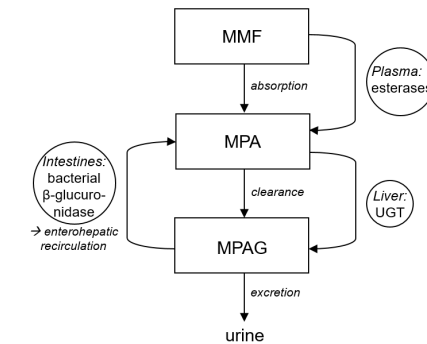 MMF
absorption
Plasma:
esterases
MPA
Intestines:
bacterial
β-glucuro-
nidase
→ enterohepatic
recirculation
clearance
Liver:
UGT
MPAG
excretion
urine